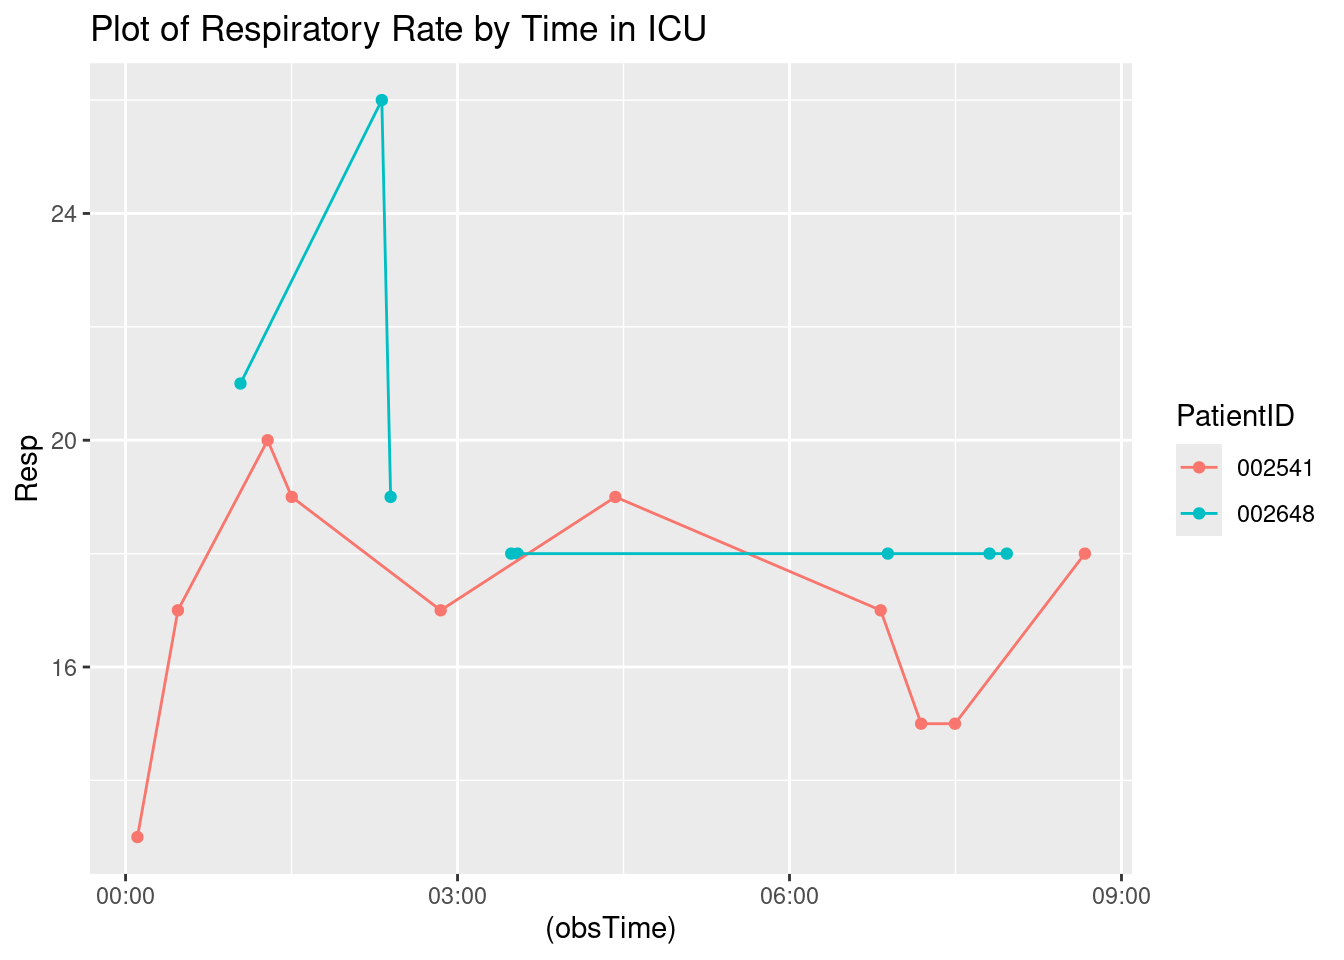 Plot of Respiratory Rate by Time in ICU
24
20
16
Resp
00:00 03:00 06:00 09:00
(obsTime)
PatientID
002541
002648